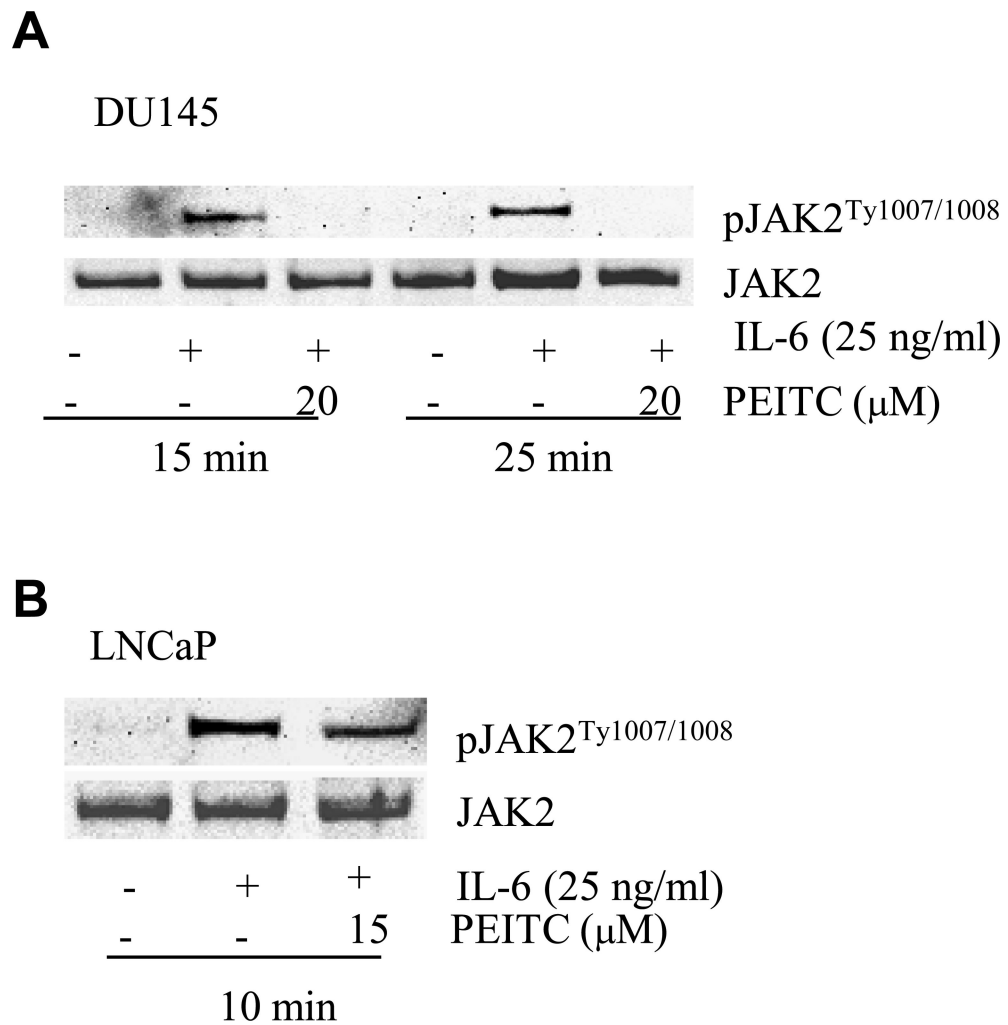 A
DU145
pJAK2Ty1007/1008
JAK2
- + + - + + IL-6 (25 ng/ml)
- - 20 - - 20 PEITC (μM)
15 min 25 min
B
LNCaP
pJAK2Ty1007/1008
JAK2
- + + IL-6 (25 ng/ml)
- - 15 PEITC (μM)
10 min